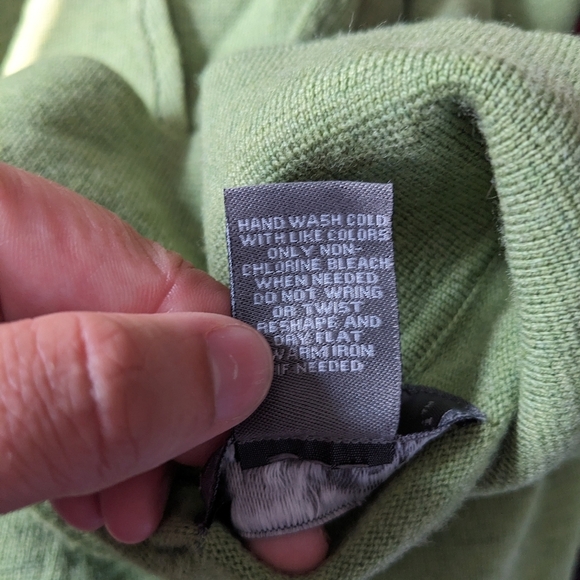 HAND WASH COLD
WITH LIKE COLORS
ONLY NON-
CHLORINE BLEACH
WHEN NEEDED
DO NOT WRING
OR TWIST
RESHAPE AND
DRY FLAT
WARM IRON
IF NEEDED